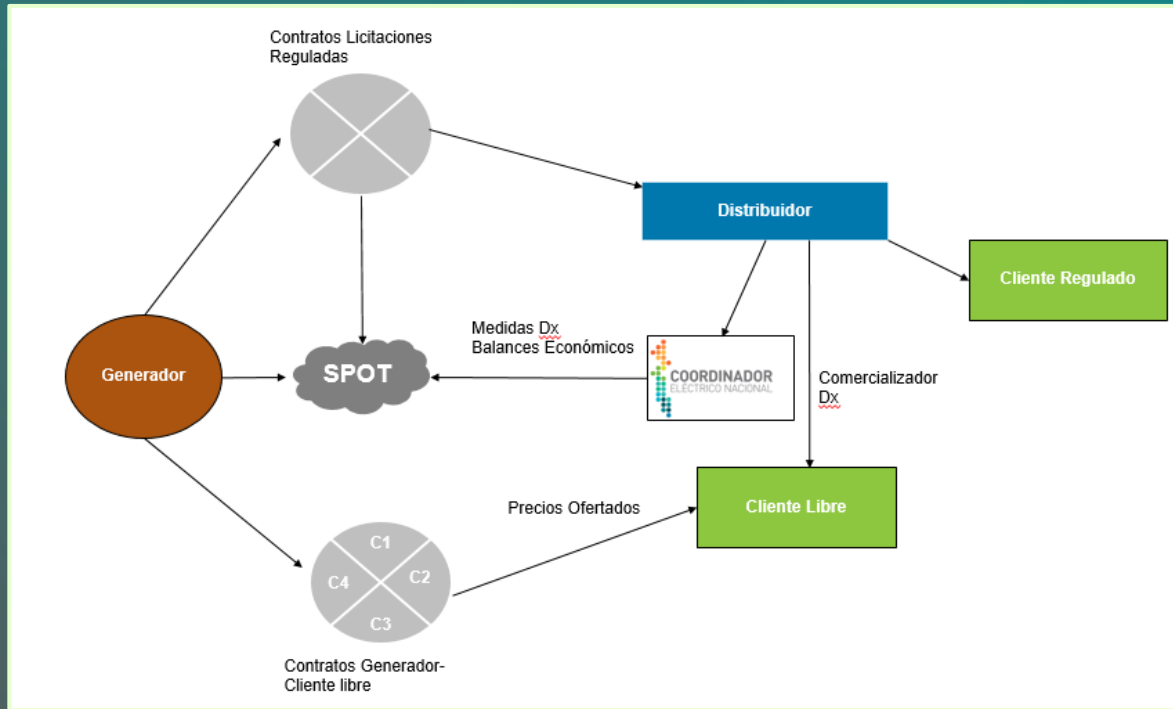 Contratos Licitaciones
Reguladas
Distribuidor
Cliente Regulado
Generador
SPOT
Medidas Dx
Balances Económicos
COORDINADOR
ELÉCTRICO NACIONAL
Comercializador
Dx
Precios Ofertados
Cliente Libre
C1
C4
C2
C3
Contratos Generador-
Cliente libre